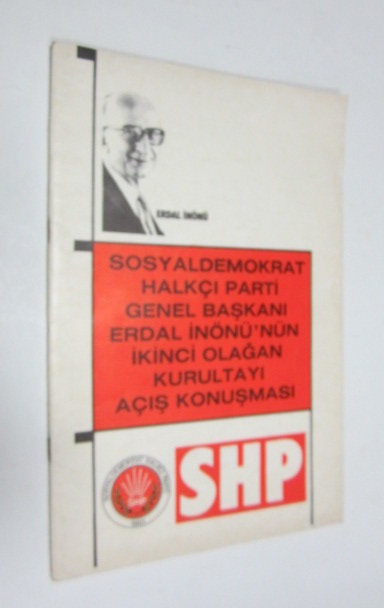 ERDAL İNÖNÜ
SOSYALDEMOKRAT
HALKÇI PARTİ
GENEL BAŞKANI
ERDAL İNÖNÜ'NÜN
İKİNCİ OLAĞAN
KURULTAYI
AÇIŞ KONUŞMASI
SHP